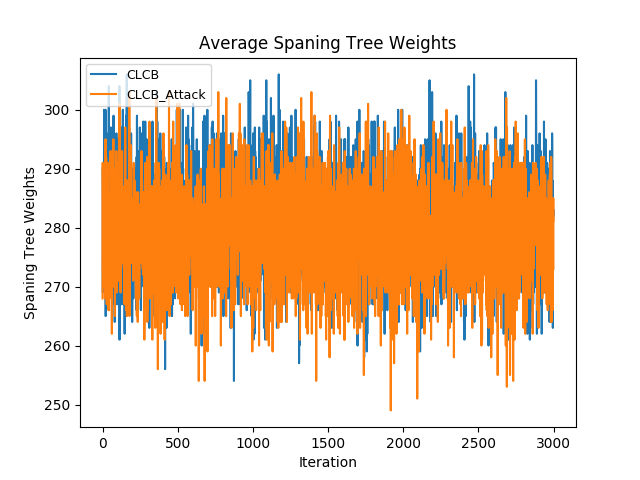 Average Spaning Tree Weights
CLCB
CLCB_Attack
Spaning Tree Weights
300
290
280
270
260
250
0 500 1000 1500 2000 2500 3000
Iteration